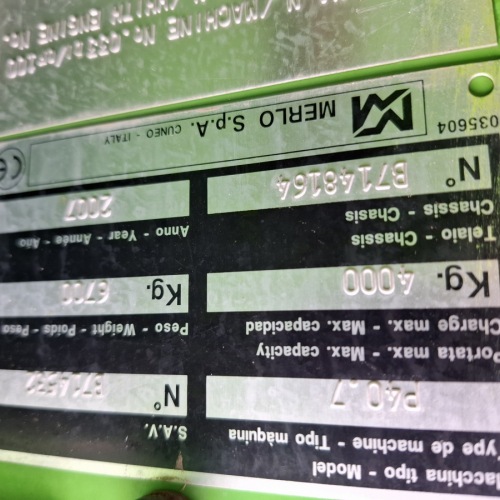 Macchina tipo - Model
Type de machine - Tipo màquina
P40.7
S.A.V.
N°
Portata max. - Max. capacity
Charge max. - Max. capacidad
Kg. 4000
Peso - Weight - Poids - Peso
Kg. 6700
Telaio - Chassis
Chassis - Chasis
N° B7148164
Anno - Year - Année - Año
2007
MERLO S.p.A. CUNEO - ITALY
CE
035604